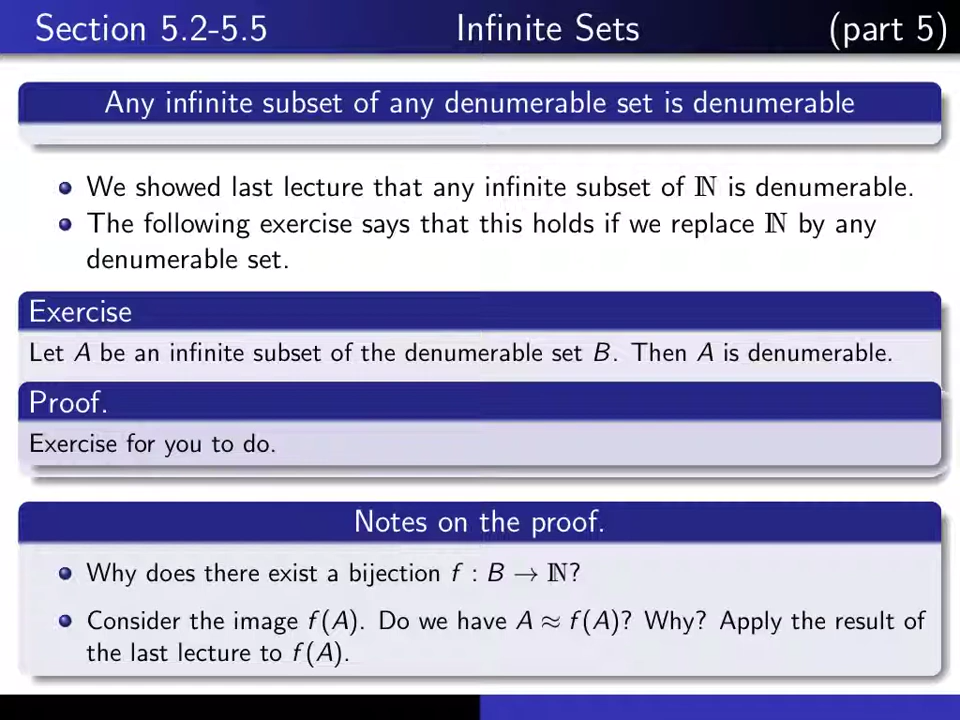 Section 5.2-5.5 Infinite Sets (part 5)
Any infinite subset of any denumerable set is denumerable
We showed last lecture that any infinite subset of ℕ is denumerable.
The following exercise says that this holds if we replace ℕ by any
denumerable set.
Exercise
Let A be an infinite subset of the denumerable set B. Then A is denumerable.
Proof.
Exercise for you to do.
Notes on the proof.
Why does there exist a bijection f : B → ℕ?
Consider the image f(A). Do we have A ≈ f(A)? Why? Apply the result of
the last lecture to f(A).